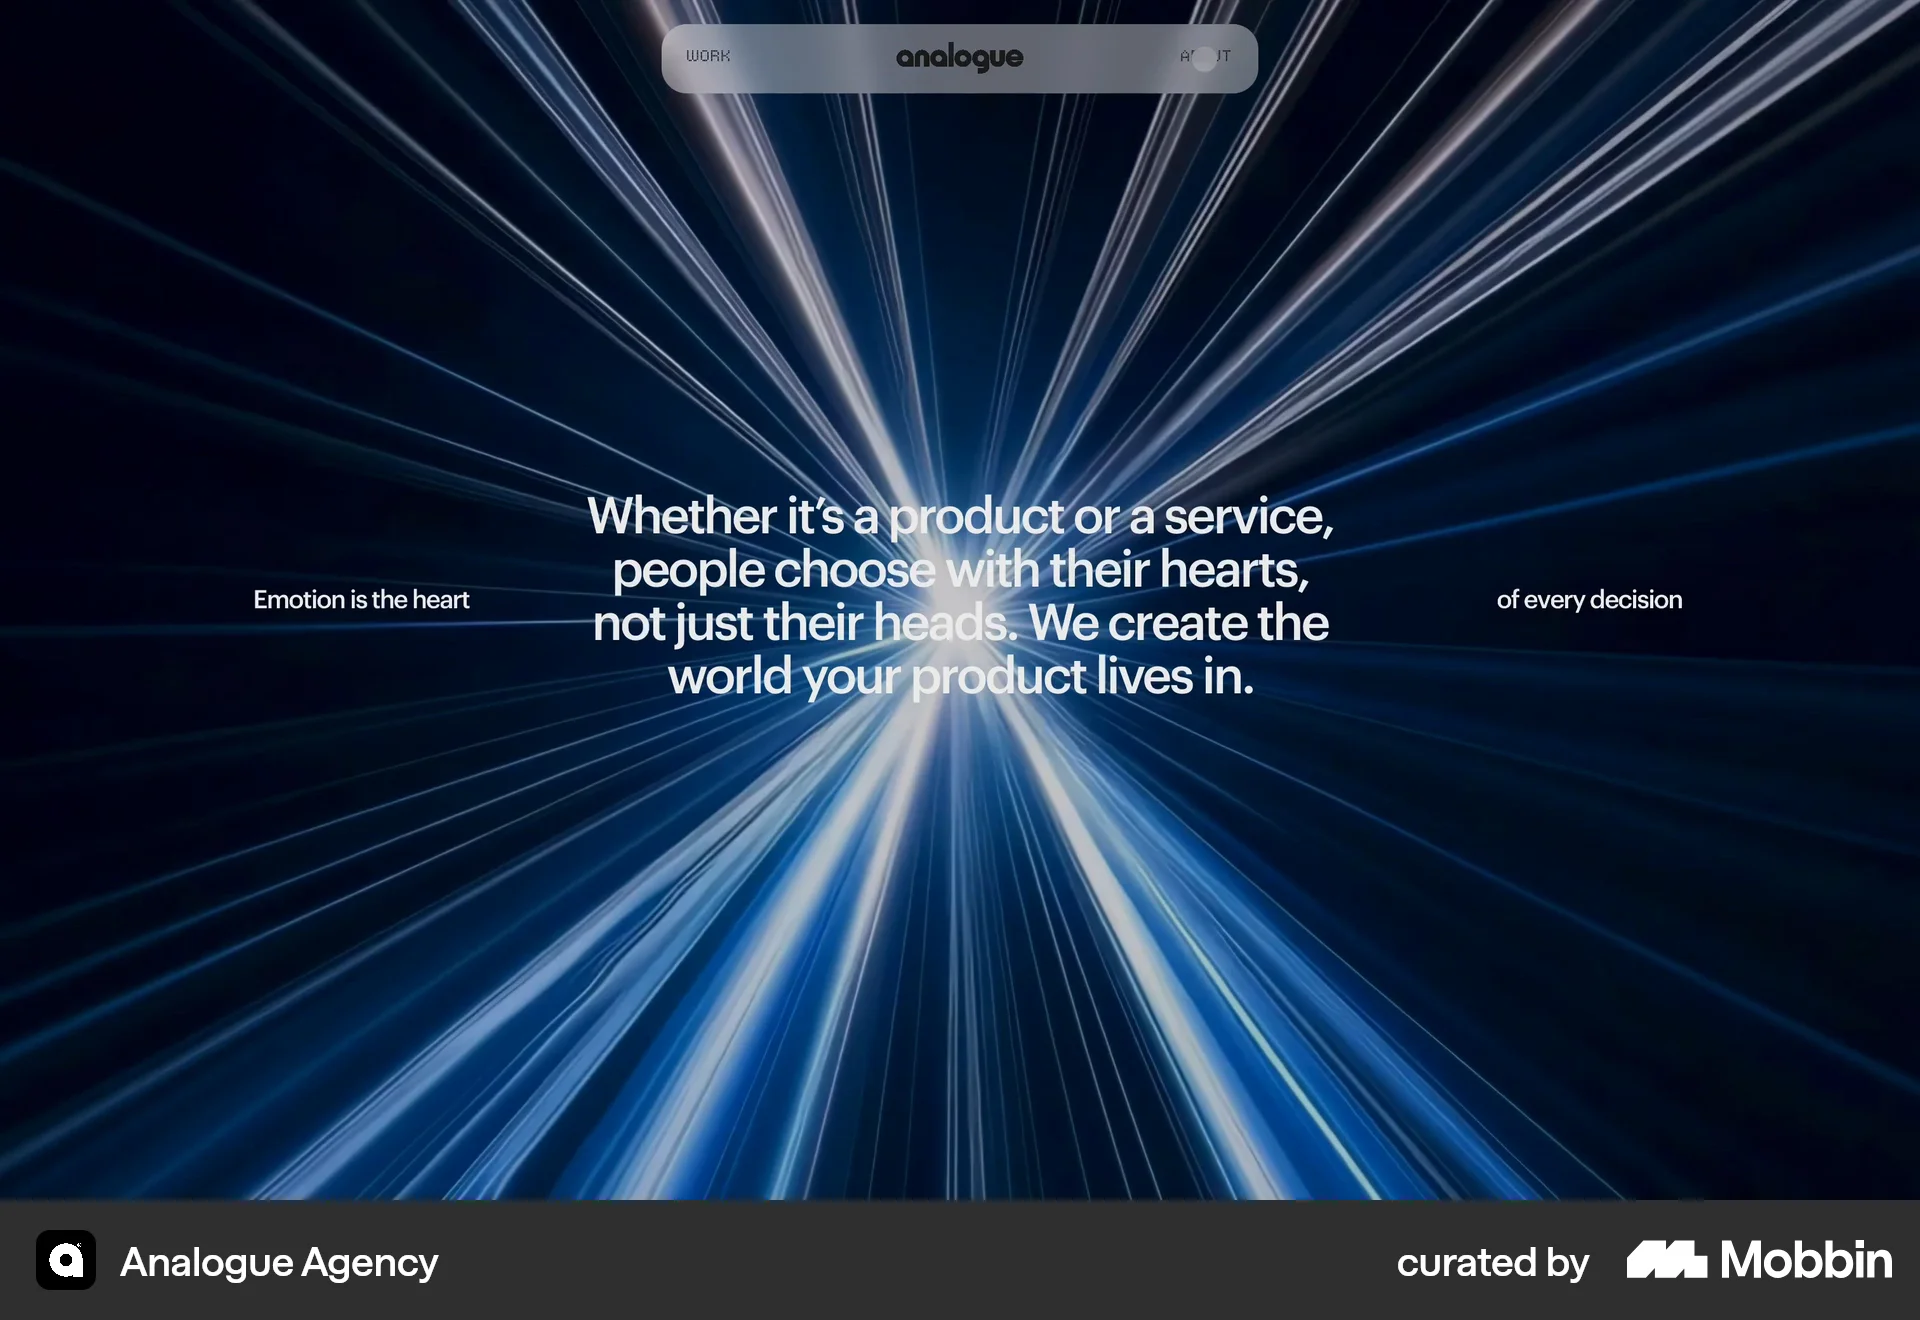 WORK
analogue
Whether it's a product or a service,
people choose with their hearts,
not just their heads. We create the
world your product lives in.
Emotion is the heart
of every decision
Analogue Agency
curated by
Mobbin